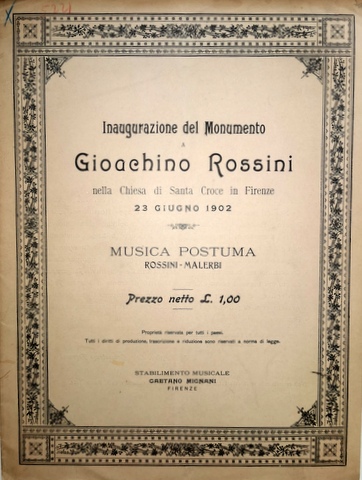 Inaugurazione del Monumento
A
Gioachino Rossini
nella Chiesa di Santa Croce in Firenze
23 GIUGNO 1902
MUSICA POSTUMA
ROSSINI-MALERBI
Prezzo netto £. 1,00
Proprietà riservata per tutti i paesi.
Tutti i diritti di produzione, trascrizione e riduzione sono riservati a norma di legge.
STABILIMENTO MUSICALE
GAETANO MIGNANI
FIRENZE